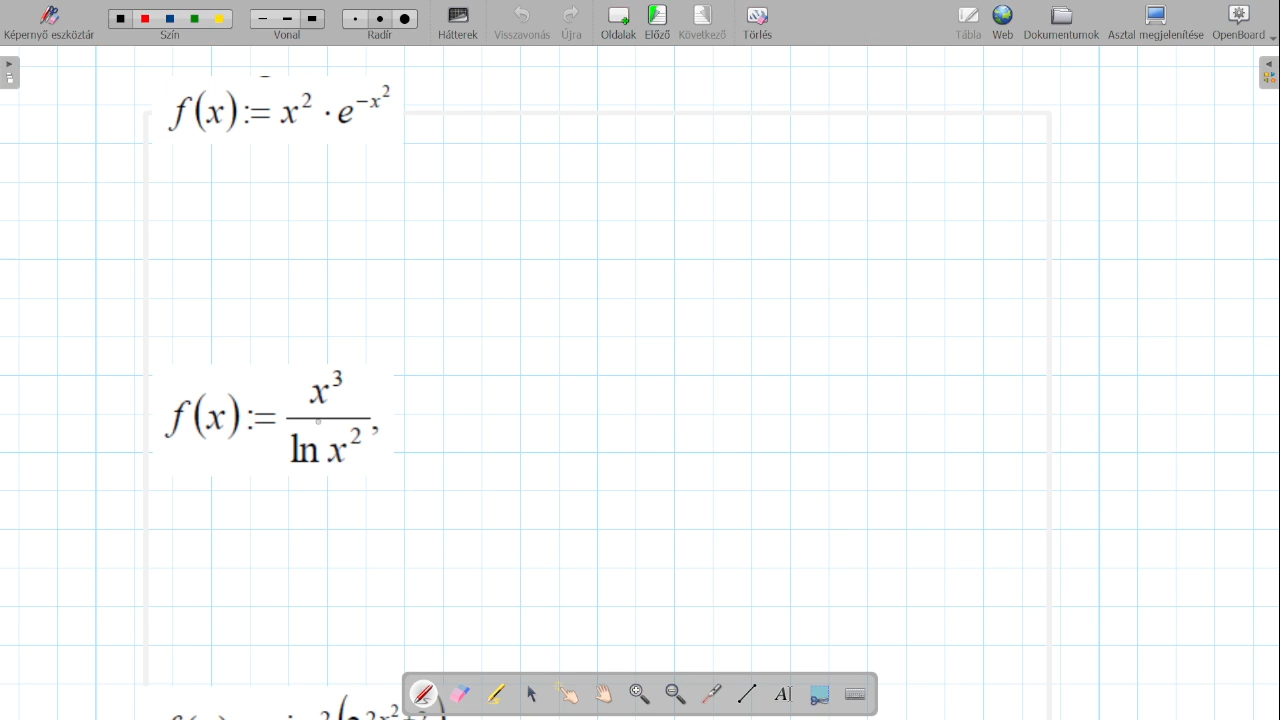 Képernyő eszköztár Szín Vonal Radír Hátterek Visszavonás Újra Oldalak Előző Következő Törlés Tábla Web Dokumentumok Asztal megjelenítése OpenBoard
f(x):= x² · e^{-x²}
f(x):= x³ / ln x²,